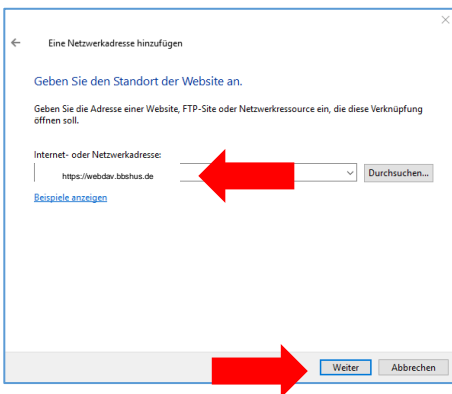 Eine Netzwerkadresse hinzufügen
Geben Sie den Standort der Website an.
Geben Sie die Adresse einer Website, FTP-Site oder Netzwerkressource ein, die diese Verknüpfung
öffnen soll.
Internet- oder Netzwerkadresse:
https://webdav.bbshus.de
Durchsuchen...
Beispiele anzeigen
Weiter
Abbrechen